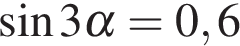 sin 3α = 0,6